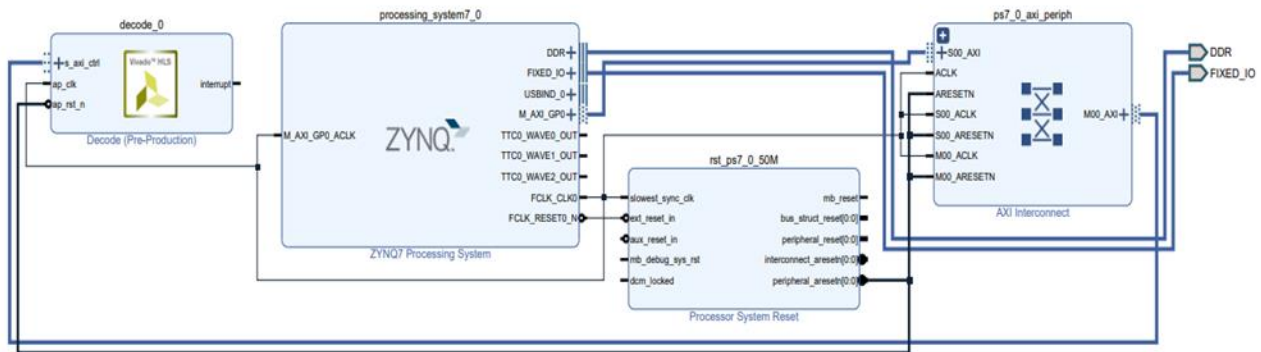 decode_0
s_axi_ctrl
ap_clk
ap_rst_n
Vivado™ HLS
interrupt
Decode (Pre-Production)
processing_system7_0
M_AXI_GP0_ACLK
ZYNQ
DDR
FIXED_IO
USBIND_0
M_AXI_GP0
TTC0_WAVE0_OUT
TTC0_WAVE1_OUT
TTC0_WAVE2_OUT
FCLK_CLK0
FCLK_RESET0_N
ZYNQ7 Processing System
rst_ps7_0_50M
slowest_sync_clk
ext_reset_in
aux_reset_in
mb_debug_sys_rst
dcm_locked
mb_reset
bus_struct_reset[0:0]
peripheral_reset[0:0]
interconnect_aresetn[0:0]
peripheral_aresetn[0:0]
Processor System Reset
ps7_0_axi_periph
S00_AXI
ACLK
ARESETN
S00_ACLK
S00_ARESETN
M00_ACLK
M00_ARESETN
M00_AXI
AXI Interconnect
DDR
FIXED_IO